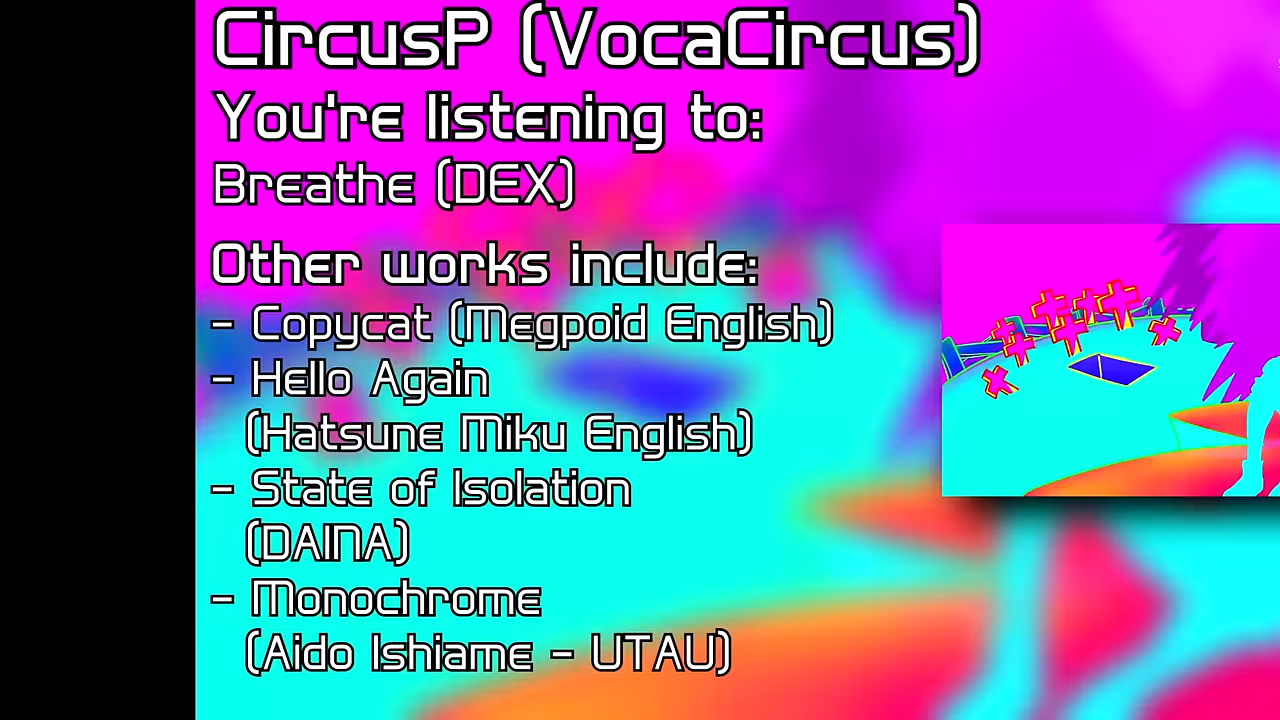 CircusP (VocaCircus)
You're listening to:
Breathe (DEX)
Other works include:
- Copycat (Megpoid English)
- Hello Again
(Hatsune Miku English)
- State of Isolation
(DAINA)
- Monochrome
(Aido Ishiame - UTAU)